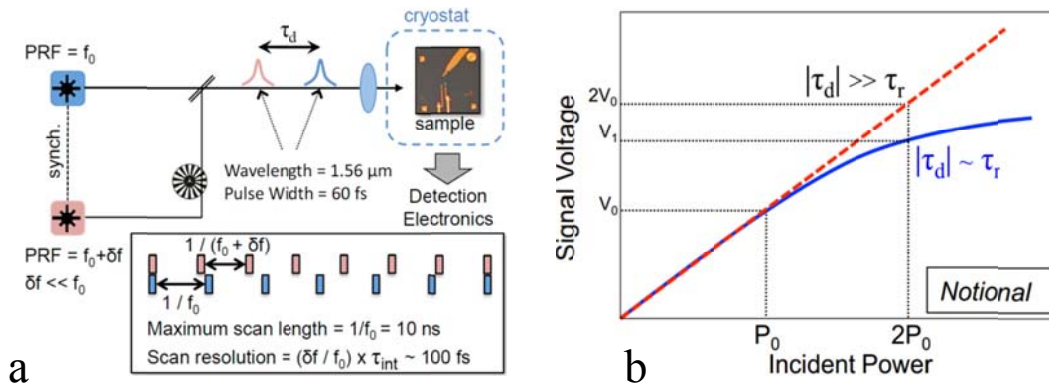 PRF = f₀
synch.
PRF = f₀+δf
δf << f₀
τd
cryostat
sample
Wavelength = 1.56 µm
Pulse Width = 60 fs
Detection
Electronics
1 / (f₀ + δf)
1 / f₀
Maximum scan length = 1/f₀ = 10 ns
Scan resolution = (δf / f₀) x τint ~ 100 fs
a
Signal Voltage
2V₀
V₁
V₀
|τd| >> τr
|τd| ~ τr
Notional
P₀
2P₀
Incident Power
b